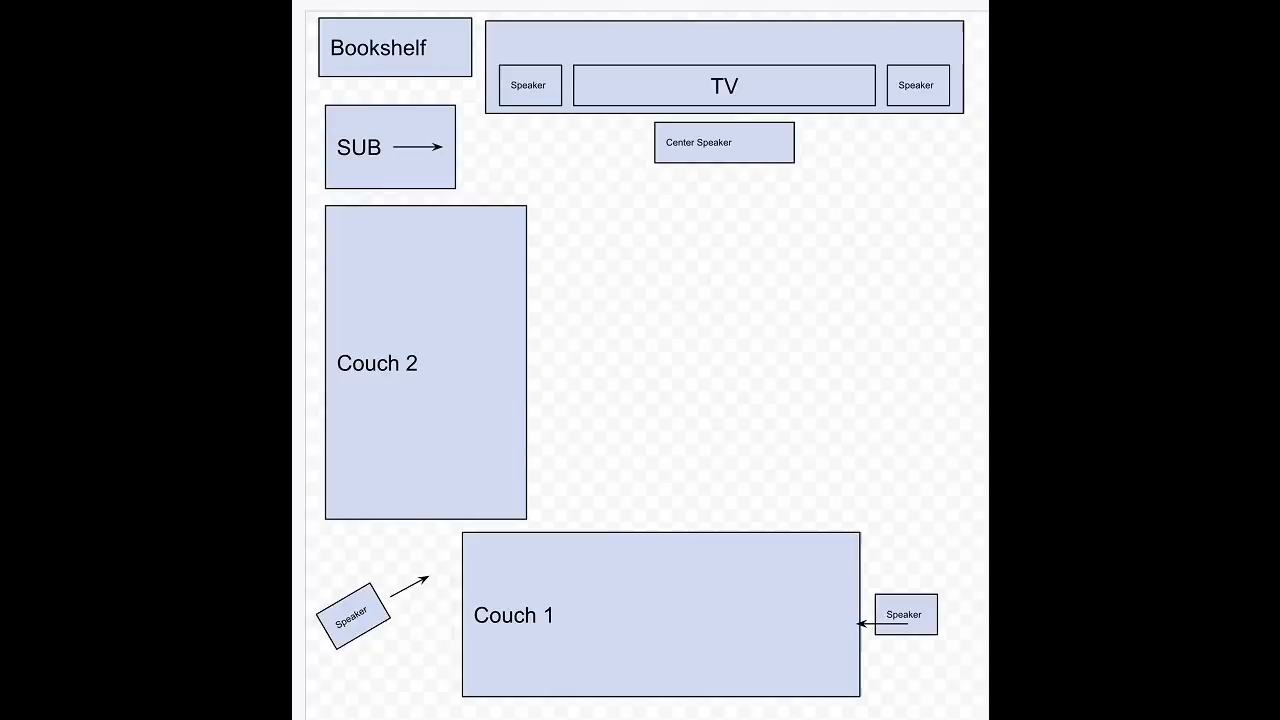 Bookshelf
Speaker
TV
Speaker
SUB
Center Speaker
Couch 2
Speaker
Couch 1
Speaker